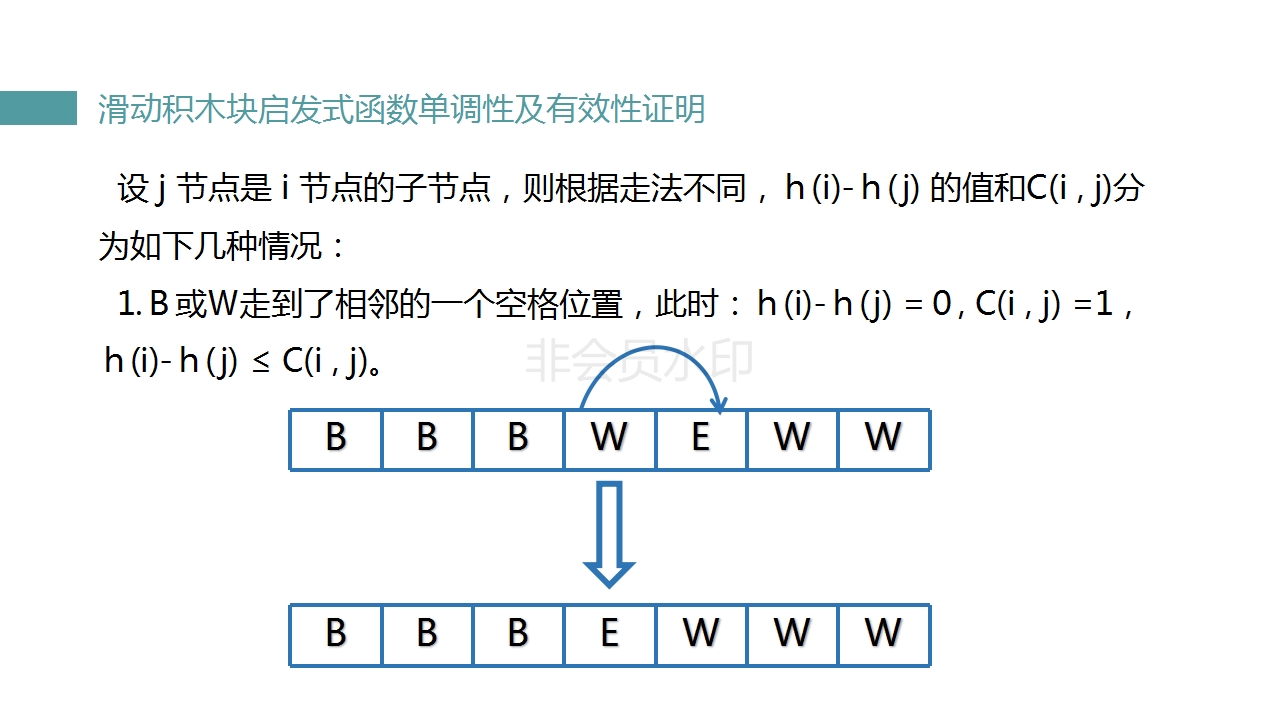 滑动积木块启发式函数单调性及有效性证明
设 j 节点是 i 节点的子节点，则根据走法不同， h (i)- h (j) 的值和C(i , j)分
为如下几种情况：
1. B 或W走到了相邻的一个空格位置，此时： h (i)- h (j) = 0 , C(i , j) =1 ,
h (i)- h ( j) ≤ C(i , j)。
非会员水印
B B B W E W W
B B B E W W W